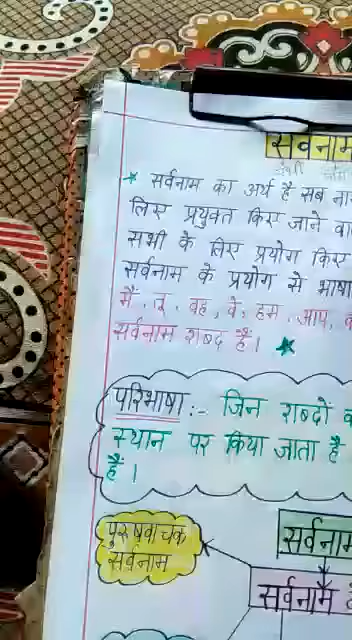 सर्वनाम
* सर्वनाम का अर्थ है सब
लिए प्रयुक्त किए जाने
सभी के लिए प्रयोग किए
सर्वनाम के प्रयोग से भाषा
मैं, तू, वह, वे, हम, आप,
सर्वनाम शब्द हैं।
परिभाषा :- जिन शब्दों
स्थान पर किया जाता है
हैं।
पुरुषवाचक
सर्वनाम
सर्वनाम
सर्वनाम